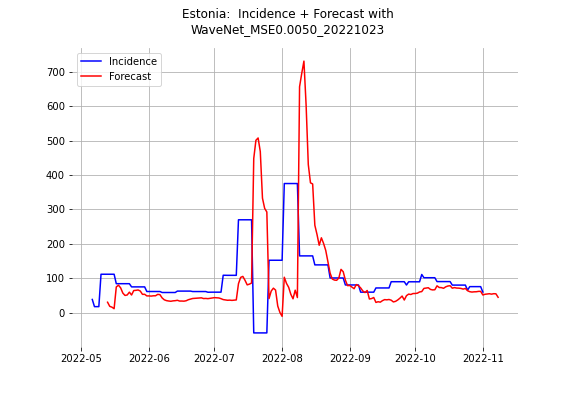 Estonia:  Incidence + Forecast with
WaveNet_MSE0.0050_20221023
Incidence
Forecast
700
600
500
400
300
200
100
0
2022-05 2022-06 2022-07 2022-08 2022-09 2022-10 2022-11